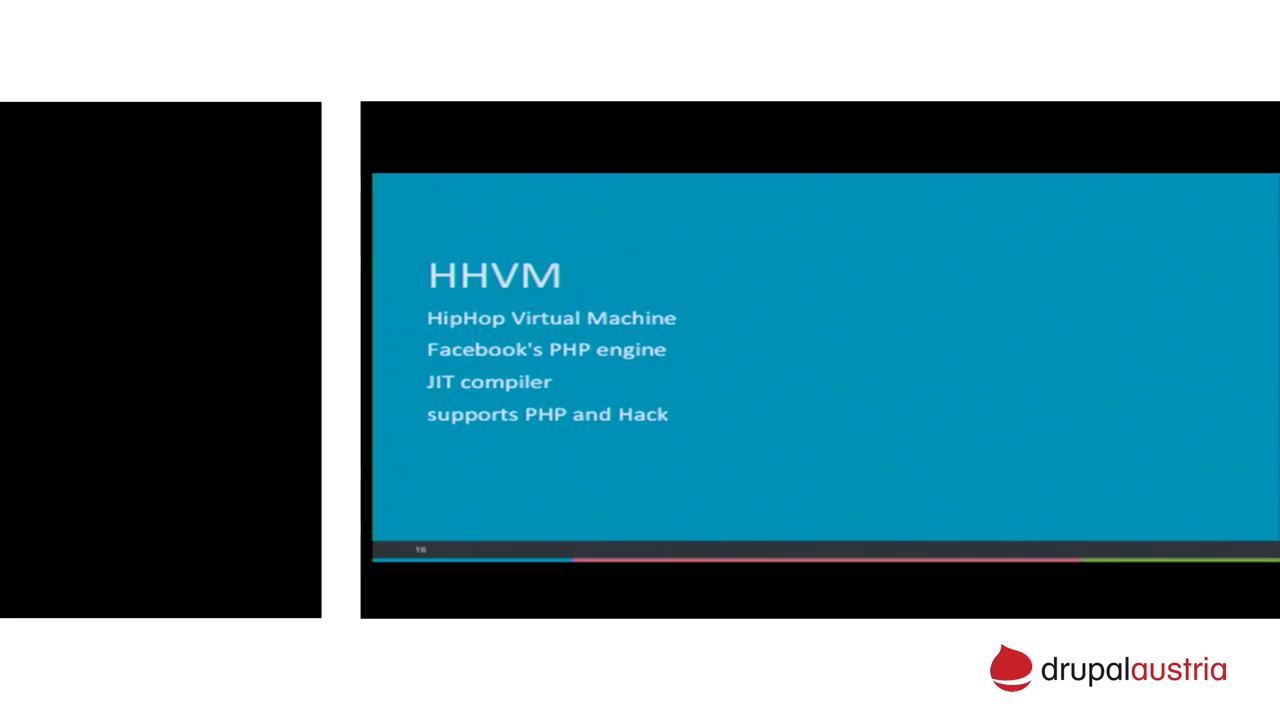 HHVM
HipHop Virtual Machine
Facebook's PHP engine
JIT compiler
supports PHP and Hack
16
drupalaustria